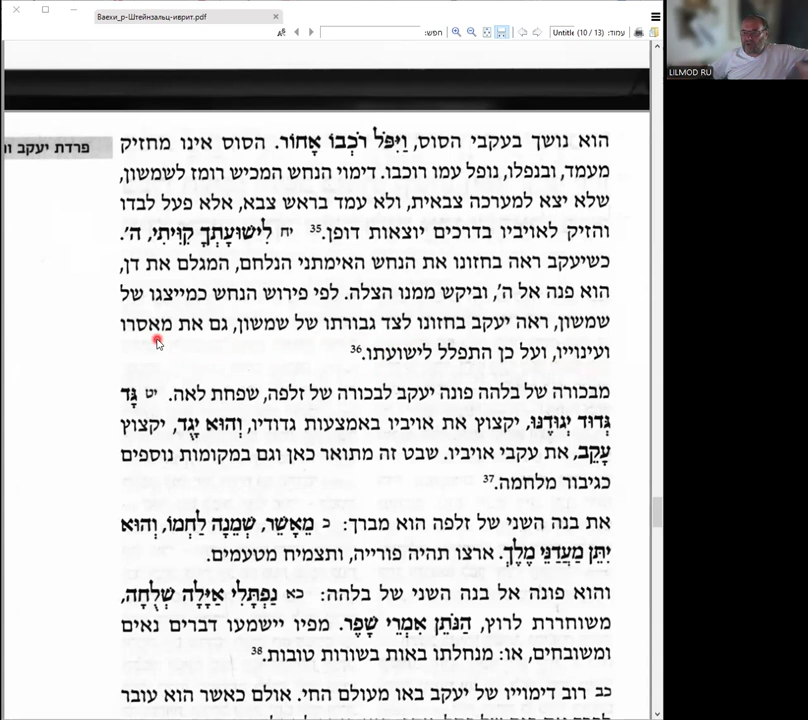 Ваехи_р-Штейнзальц-иврит.pdf
חפש:
Untitle (10 / 13) עמוד:
LILMOD RU
פרדת יעקב
הוא נושך בעקבי הסוס, וַיִּפֹּל רֹכְבוֹ אָחוֹר. הסוס אינו מחזיק
מעמד, ובנפלו, נופל עמו רוכבו. דימוי הנחש המכיש רומז לשמשון,
שלא יצא למערכה צבאית, ולא עמד בראש צבא, אלא פעל לבדו
והזיק לאויביו בדרכים יוצאות דופן.35 יח לִישׁוּעָתְךָ קִוִּיתִי, ה'.
כשיעקב ראה בחזונו את הנחש האימתני הנלחם, המגלם את דן,
הוא פנה אל ה', וביקש ממנו הצלה. לפי פירוש הנחש כמייצגו של
שמשון, ראה יעקב בחזונו לצד גבורתו של שמשון, גם את מאסרו
ועינוייו, ועל כן התפלל לישועתו.36
מבכורה של בלהה פונה יעקב לבכורה של זלפה, שפחת לאה. יט גָּד
גְּדוּד יְגוּדֶנּוּ, יקצוץ את אויביו באמצעות גדודיו, וְהוּא יָגֻד, יקצוץ
עָקֵב, את עקבי אויביו. שבט זה מתואר כאן וגם במקומות נוספים
כגיבור מלחמה.37
את בנה השני של זלפה הוא מברך: כ מֵאָשֵׁר, שְׁמֵנָה לַחְמוֹ, וְהוּא
יִתֵּן מַעֲדַנֵּי מֶלֶךְ. ארצו תהיה פורייה, ותצמיח מטעמים.
והוא פונה אל בנה השני של בלהה: כא נַפְתָּלִי אַיָּלָה שְׁלֻחָה,
משוחררת לרוץ, הַנֹּתֵן אִמְרֵי שָׁפֶר. מפיו יישמעו דברים נאים
ומשובחים, או: מנחלתו באות בשורות טובות.38
כב רוב דימוייו של יעקב באו מעולם החי. אולם כאשר הוא עובר